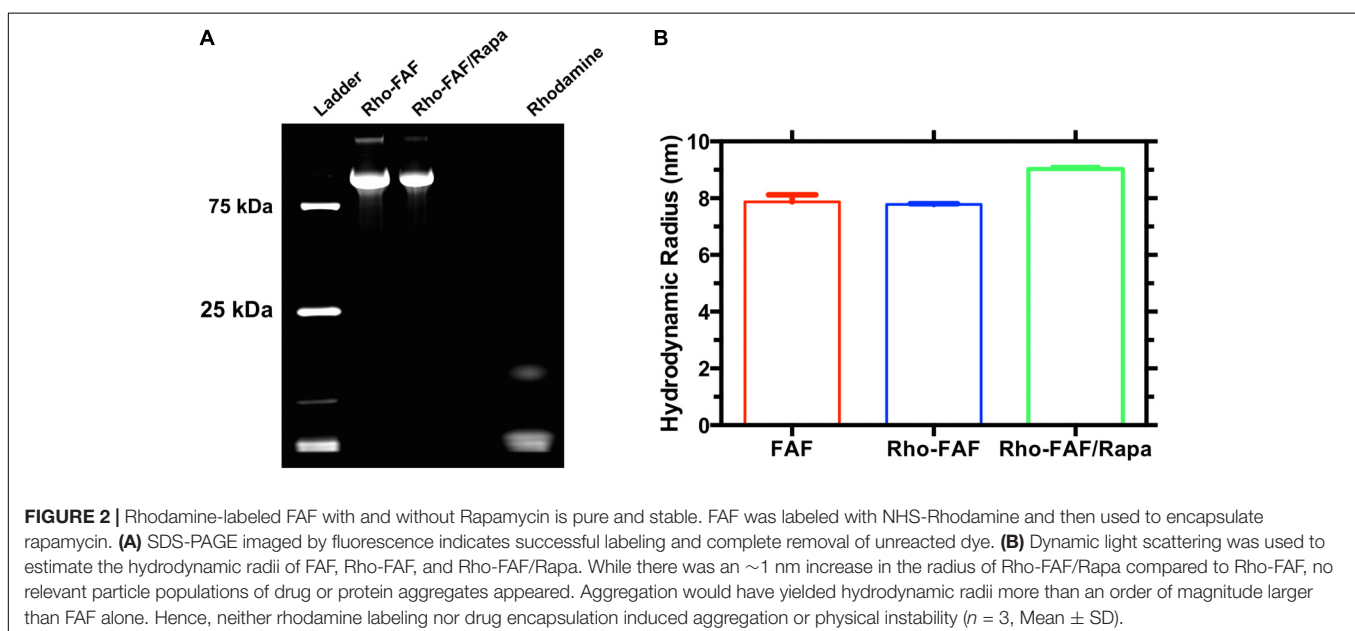 A
Ladder
Rho-FAF
Rho-FAF/Rapa
Rhodamine
75 kDa
25 kDa
B
Hydrodynamic Radius (nm)
10
8
6
4
2
0
FAF
Rho-FAF
Rho-FAF/Rapa
FIGURE 2 | Rhodamine-labeled FAF with and without Rapamycin is pure and stable. FAF was labeled with NHS-Rhodamine and then used to encapsulate
rapamycin. (A) SDS-PAGE imaged by fluorescence indicates successful labeling and complete removal of unreacted dye. (B) Dynamic light scattering was used to
estimate the hydrodynamic radii of FAF, Rho-FAF, and Rho-FAF/Rapa. While there was an ∼1 nm increase in the radius of Rho-FAF/Rapa compared to Rho-FAF, no
relevant particle populations of drug or protein aggregates appeared. Aggregation would have yielded hydrodynamic radii more than an order of magnitude larger
than FAF alone. Hence, neither rhodamine labeling nor drug encapsulation induced aggregation or physical instability (n = 3, Mean ± SD).